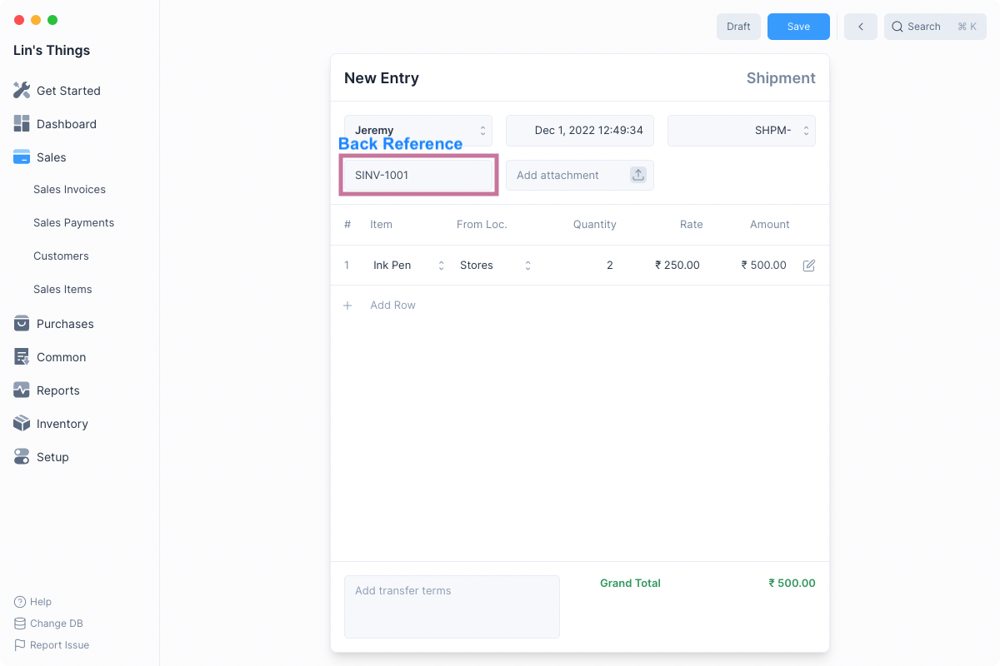 Lin's Things
Get Started
Dashboard
Sales
Sales Invoices
Sales Payments
Customers
Sales Items
Purchases
Common
Reports
Inventory
Setup
Help
Change DB
Report Issue
Draft Save Search ⌘ K
New Entry Shipment
Jeremy Dec 1, 2022 12:49:34 SHPM-
Back Reference
SINV-1001 Add attachment
# Item From Loc. Quantity Rate Amount
1 Ink Pen Stores 2 ₹ 250.00 ₹ 500.00
+ Add Row
Add transfer terms Grand Total ₹ 500.00